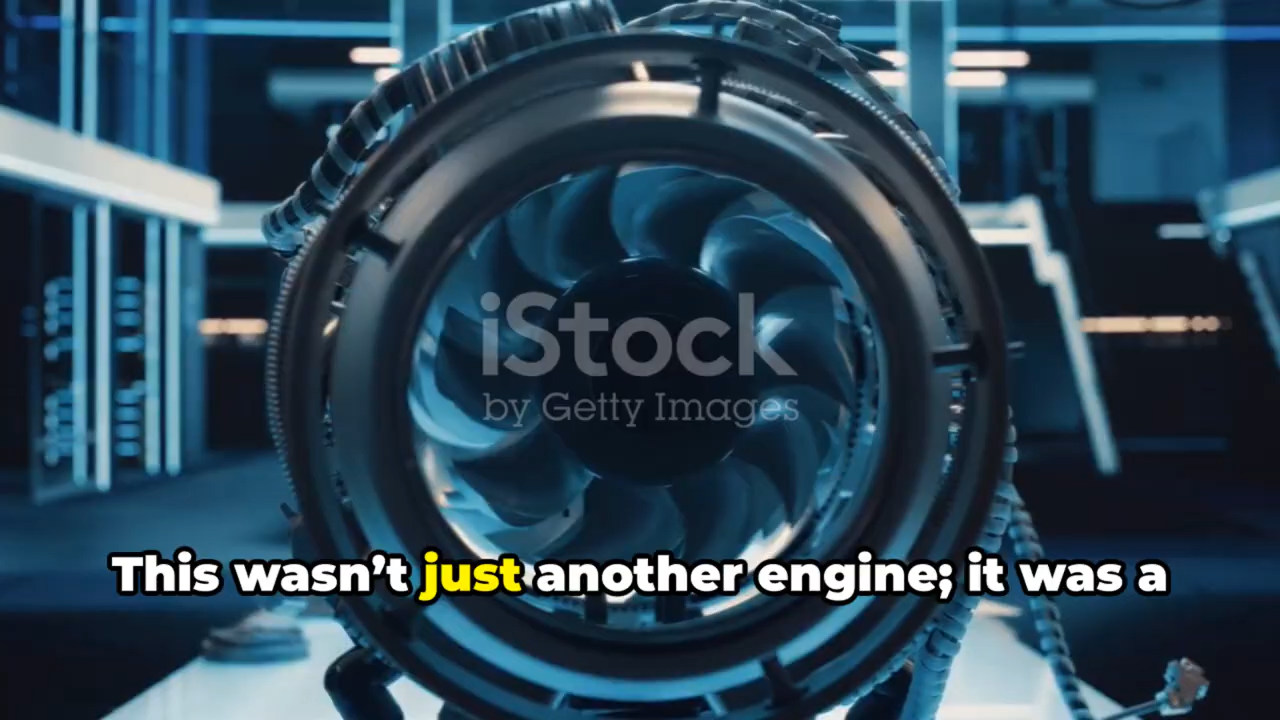 iStock
by Getty Images
This wasn’t just another engine; it was a